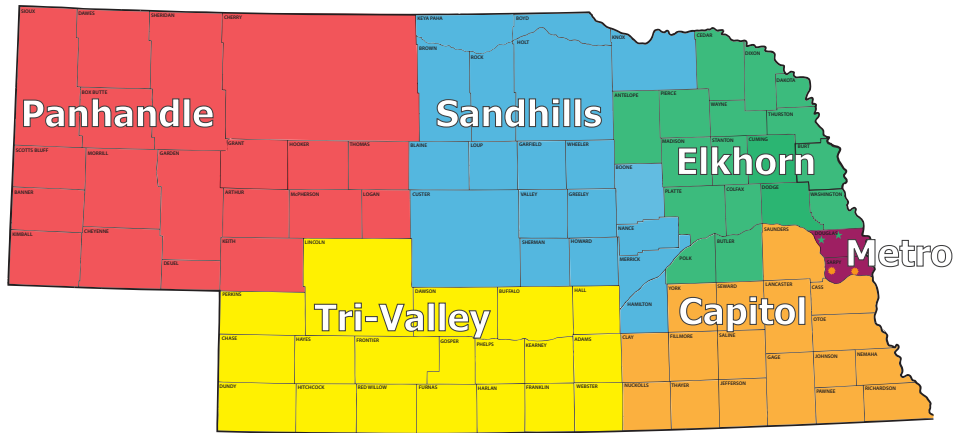 SIOUX
DAWES
SHERIDAN
CHERRY
KEYA PAHA
BOYD
BROWN
ROCK
HOLT
KNOX
CEDAR
DIXON
DAKOTA
BOX BUTTE
ANTELOPE
PIERCE
WAYNE
THURSTON
Panhandle
Sandhills
Elkhorn
SCOTTS BLUFF
MORRILL
GARDEN
GRANT
HOOKER
THOMAS
BLAINE
LOUP
GARFIELD
WHEELER
BOONE
MADISON
STANTON
CUMING
BURT
BANNER
ARTHUR
McPHERSON
LOGAN
CUSTER
VALLEY
GREELEY
PLATTE
COLFAX
DODGE
WASHINGTON
KIMBALL
CHEYENNE
DEUEL
KEITH
LINCOLN
SHERMAN
HOWARD
NANCE
MERRICK
POLK
BUTLER
SAUNDERS
DOUGLAS
SARPY
Metro
PERKINS
DAWSON
BUFFALO
HALL
HAMILTON
YORK
SEWARD
LANCASTER
CASS
Tri-Valley
Capitol
OTOE
CHASE
HAYES
FRONTIER
GOSPER
PHELPS
KEARNEY
ADAMS
CLAY
FILLMORE
SALINE
GAGE
JOHNSON
NEMAHA
DUNDY
HITCHCOCK
RED WILLOW
FURNAS
HARLAN
FRANKLIN
WEBSTER
NUCKOLLS
THAYER
JEFFERSON
PAWNEE
RICHARDSON